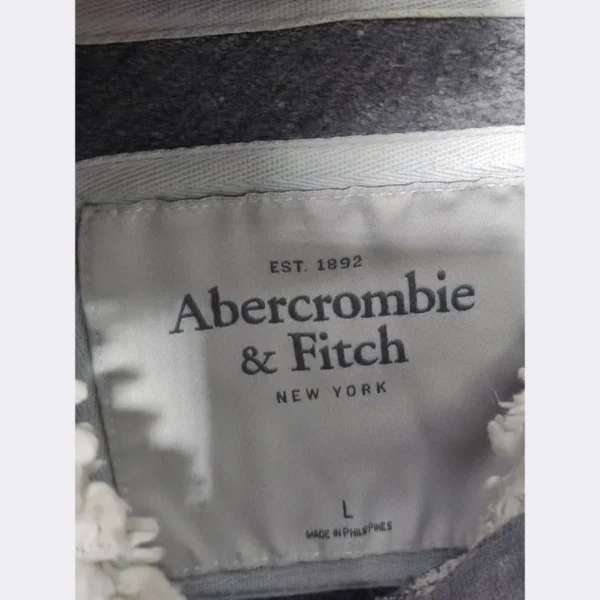 EST. 1892
Abercrombie
& Fitch
NEW YORK
L
MADE IN PHILIPPINES